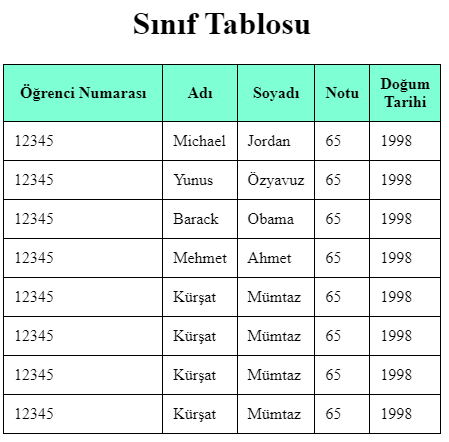 Sınıf Tablosu
Öğrenci Numarası Adı Soyadı Notu Doğum Tarihi
12345 Michael Jordan 65 1998
12345 Yunus Özyavuz 65 1998
12345 Barack Obama 65 1998
12345 Mehmet Ahmet 65 1998
12345 Kürşat Mümtaz 65 1998
12345 Kürşat Mümtaz 65 1998
12345 Kürşat Mümtaz 65 1998
12345 Kürşat Mümtaz 65 1998